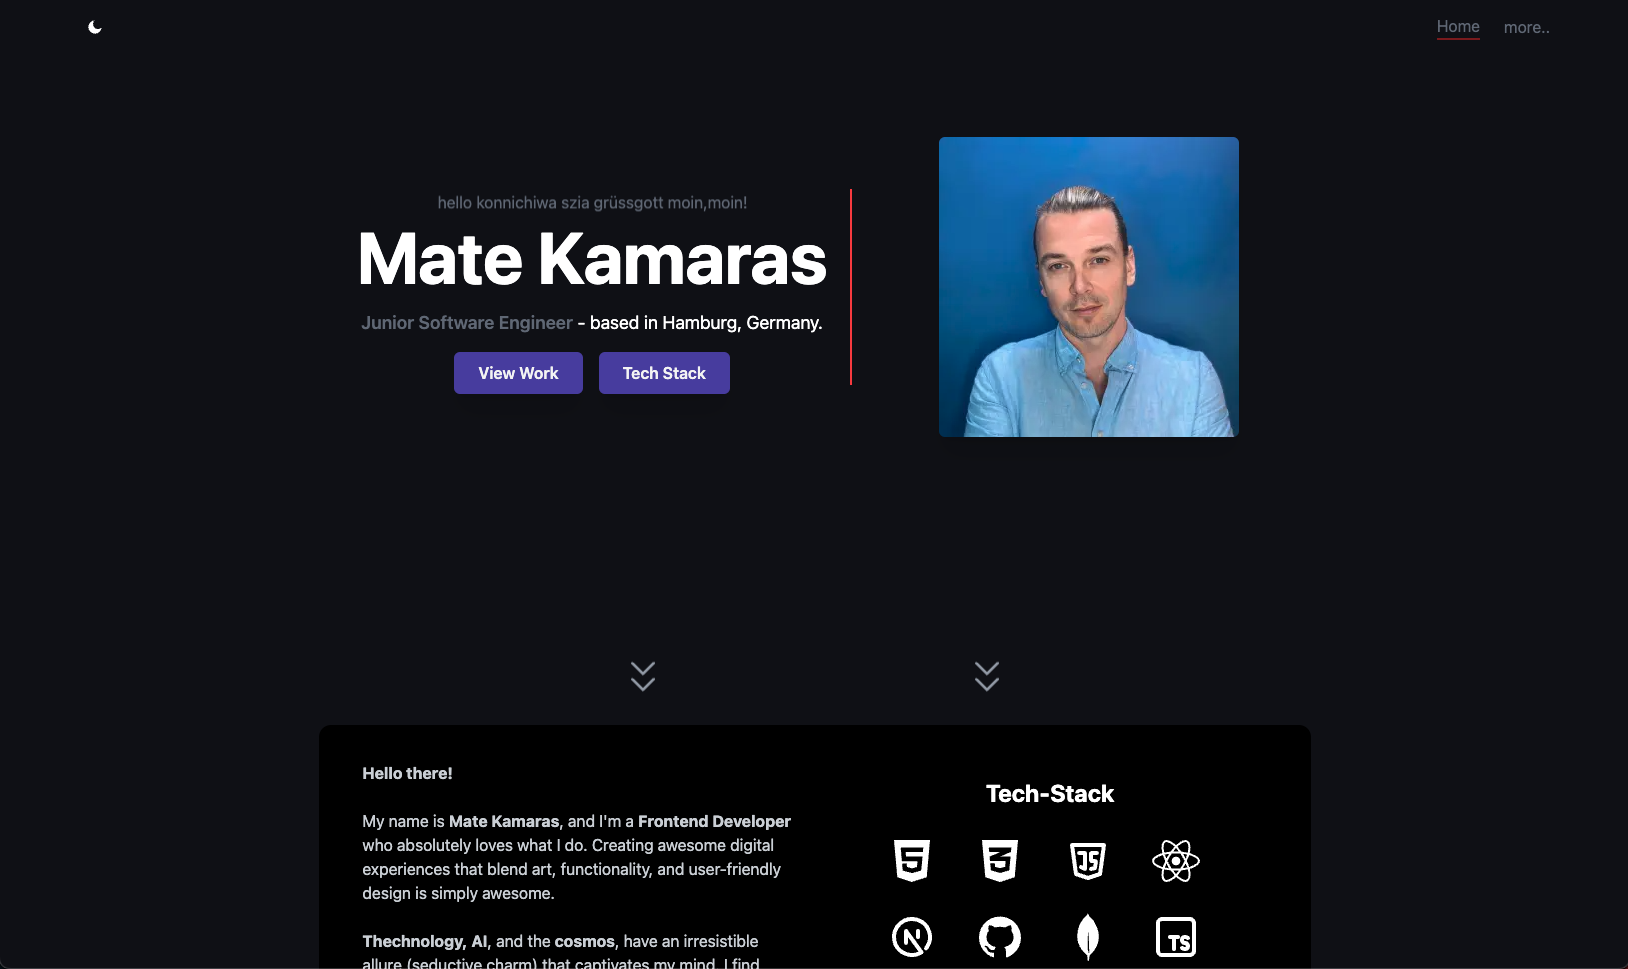 Home more..
hello konnichiwa szia grüssgott moin,moin!
Mate Kamaras
Junior Software Engineer - based in Hamburg, Germany.
View Work Tech Stack
Hello there!
My name is Mate Kamaras, and I'm a Frontend Developer
who absolutely loves what I do. Creating awesome digital
experiences that blend art, functionality, and user-friendly
design is simply awesome.
Thechnology, AI, and the cosmos, have an irresistible
allure (seductive charm) that captivates my mind. I find
Tech-Stack
5 3 JS
N TS